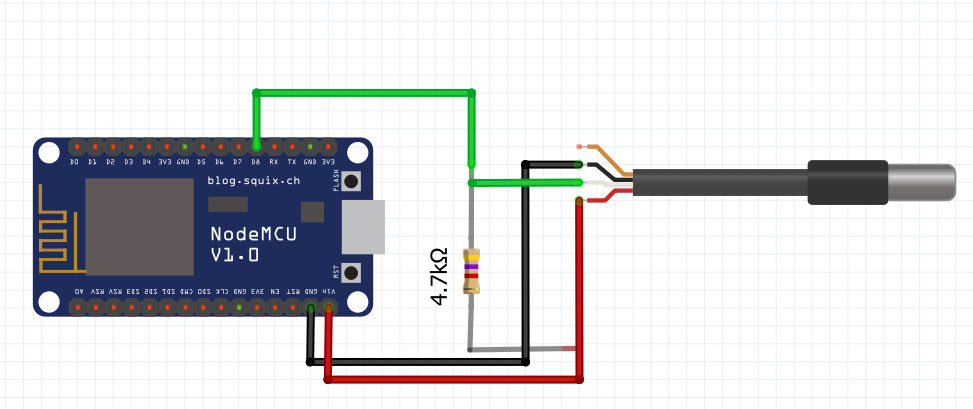 D0 D1 D2 D3 D4 3V3 GND D5 D6 D7 D8 RX TX GND 3V3
blog.squix.ch
FLASH
NodeMCU
V1.0
4.7kΩ
RST
A0 RSV RSV SD3 SD2 SD1 CMD SD0 CLK GND 3V3 EN RST GND Vin